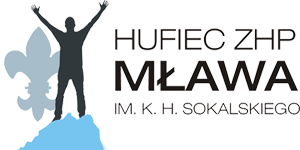 HUFIEC ZHP
MŁAWA
IM. K. H. SOKALSKIEGO